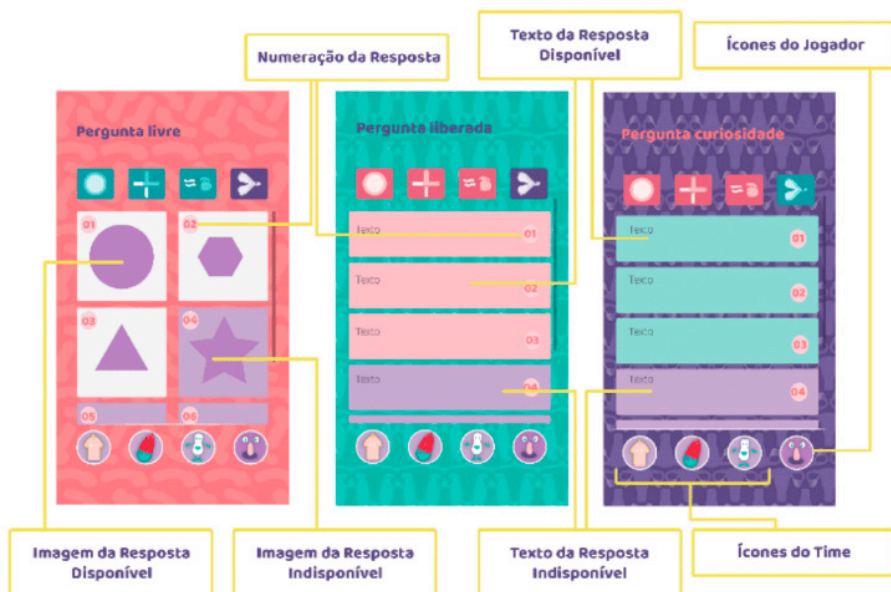 Numeração da Resposta
Texto da Resposta
Disponível
Ícones do Jogador
Pergunta livre
Pergunta liberada
Pergunta curiosidade
01
02
03
04
05
06
Texto
01
Texto
02
Texto
03
Texto
04
Texto
01
Texto
02
Texto
03
Texto
04
Imagem da Resposta
Disponível
Imagem da Resposta
Indisponível
Texto da Resposta
Indisponível
Ícones do Time